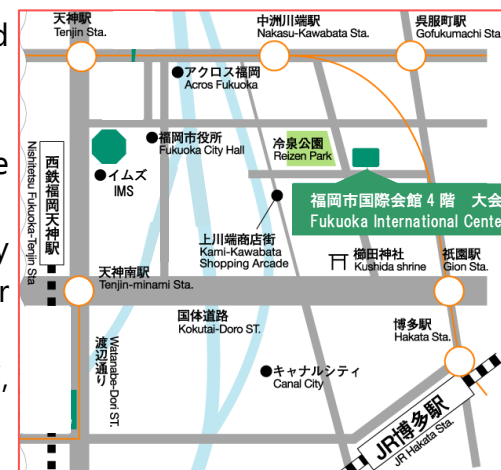 天神駅
Tenjin Sta.
中洲川端駅
Nakasu-Kawabata Sta.
呉服町駅
Gofukumachi Sta
アクロス福岡
Acros Fukuoka
福岡市役所
Fukuoka City Hall
冷泉公園
Reizen Park
イムズ
IMS
西鉄福岡天神駅
Nishitetsu Fukuoka-Tenjin Sta
福岡市国際会館4階 大会
Fukuoka International Cente
上川端商店街
Kami-Kawabata
Shopping Arcade
櫛田神社
Kushida shrine
祇園駅
Gion Sta.
天神南駅
Tenjin-minami Sta.
国体道路
Kokutai-Doro ST.
博多駅
Hakata Sta.
渡辺通り
Watanabe-Dori ST.
キャナルシティ
Canal City
JR博多駅
JR Hakata Sta.
d
e
y
r
,